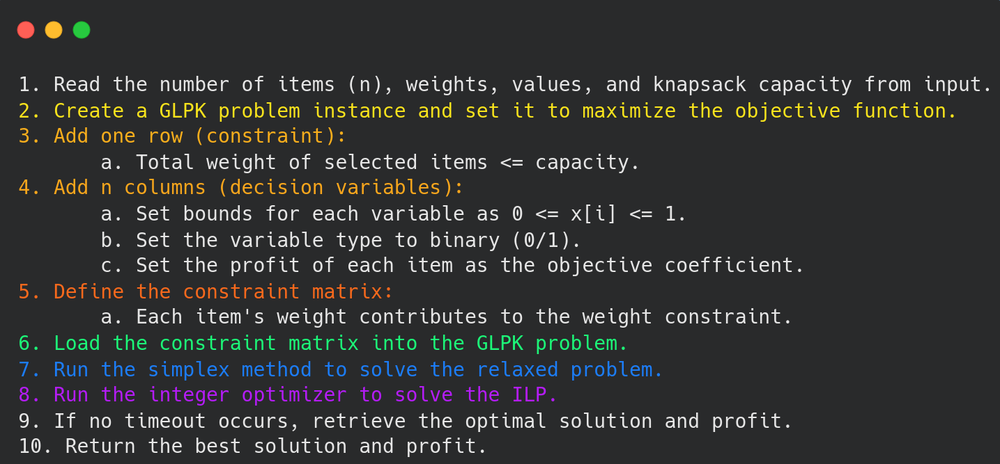 1. Read the number of items (n), weights, values, and knapsack capacity from input.
2. Create a GLPK problem instance and set it to maximize the objective function.
3. Add one row (constraint):
a. Total weight of selected items <= capacity.
4. Add n columns (decision variables):
a. Set bounds for each variable as 0 <= x[i] <= 1.
b. Set the variable type to binary (0/1).
c. Set the profit of each item as the objective coefficient.
5. Define the constraint matrix:
a. Each item's weight contributes to the weight constraint.
6. Load the constraint matrix into the GLPK problem.
7. Run the simplex method to solve the relaxed problem.
8. Run the integer optimizer to solve the ILP.
9. If no timeout occurs, retrieve the optimal solution and profit.
10. Return the best solution and profit.